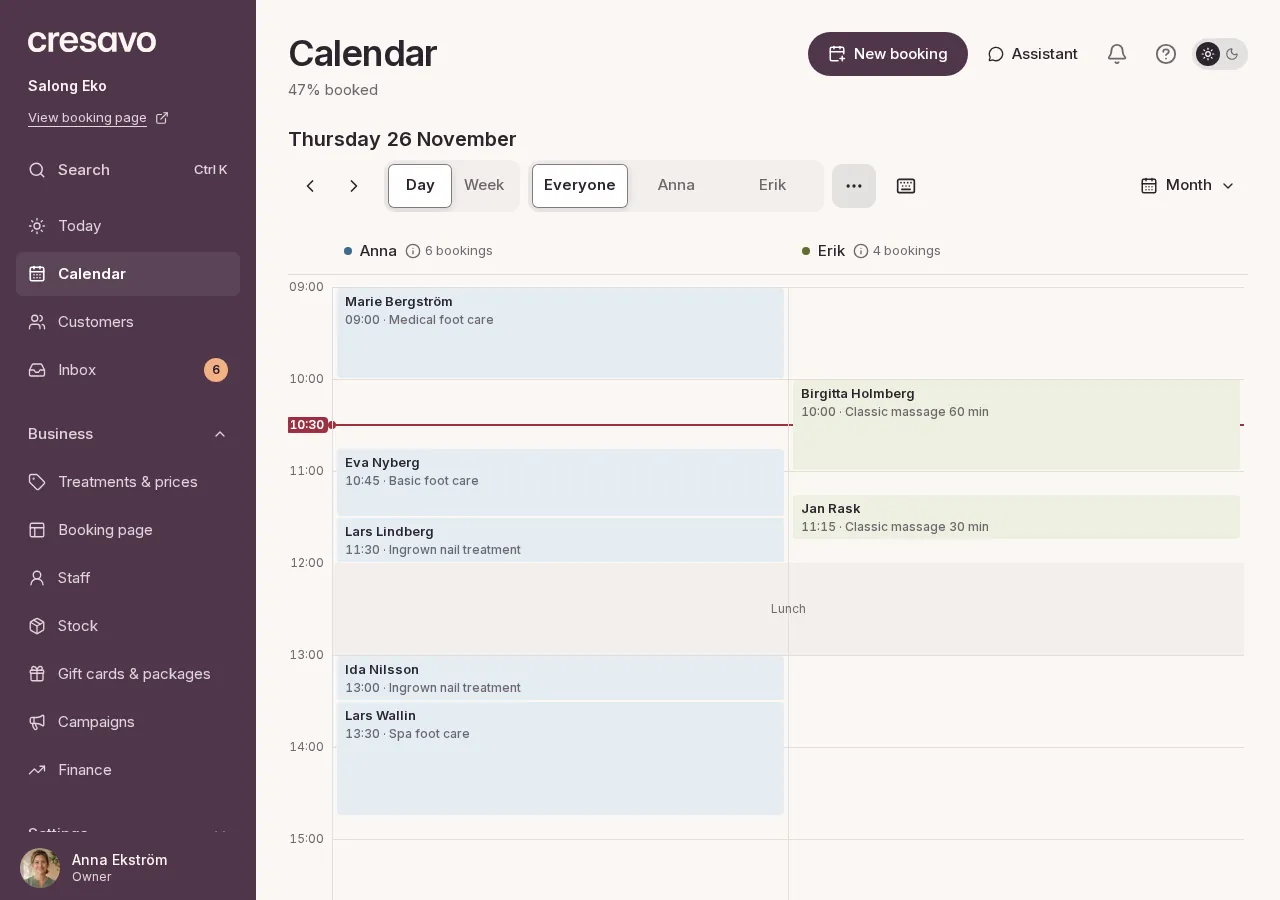 cresavo
Salong Eko
View booking page
Search Ctrl K
Today
Calendar
Customers
Inbox 6
Business
Treatments & prices
Booking page
Staff
Stock
Gift cards & packages
Campaigns
Finance
Settings
Anna Ekström
Owner
Calendar
47% booked
New booking
Assistant
Thursday 26 November
Day Week Everyone Anna Erik Month
Anna 6 bookings
Erik 4 bookings
09:00
Marie Bergström
09:00 · Medical foot care
10:00
Birgitta Holmberg
10:00 · Classic massage 60 min
10:30
Eva Nyberg
10:45 · Basic foot care
11:00
Jan Rask
11:15 · Classic massage 30 min
Lars Lindberg
11:30 · Ingrown nail treatment
12:00
Lunch
13:00
Ida Nilsson
13:00 · Ingrown nail treatment
Lars Wallin
13:30 · Spa foot care
14:00
15:00